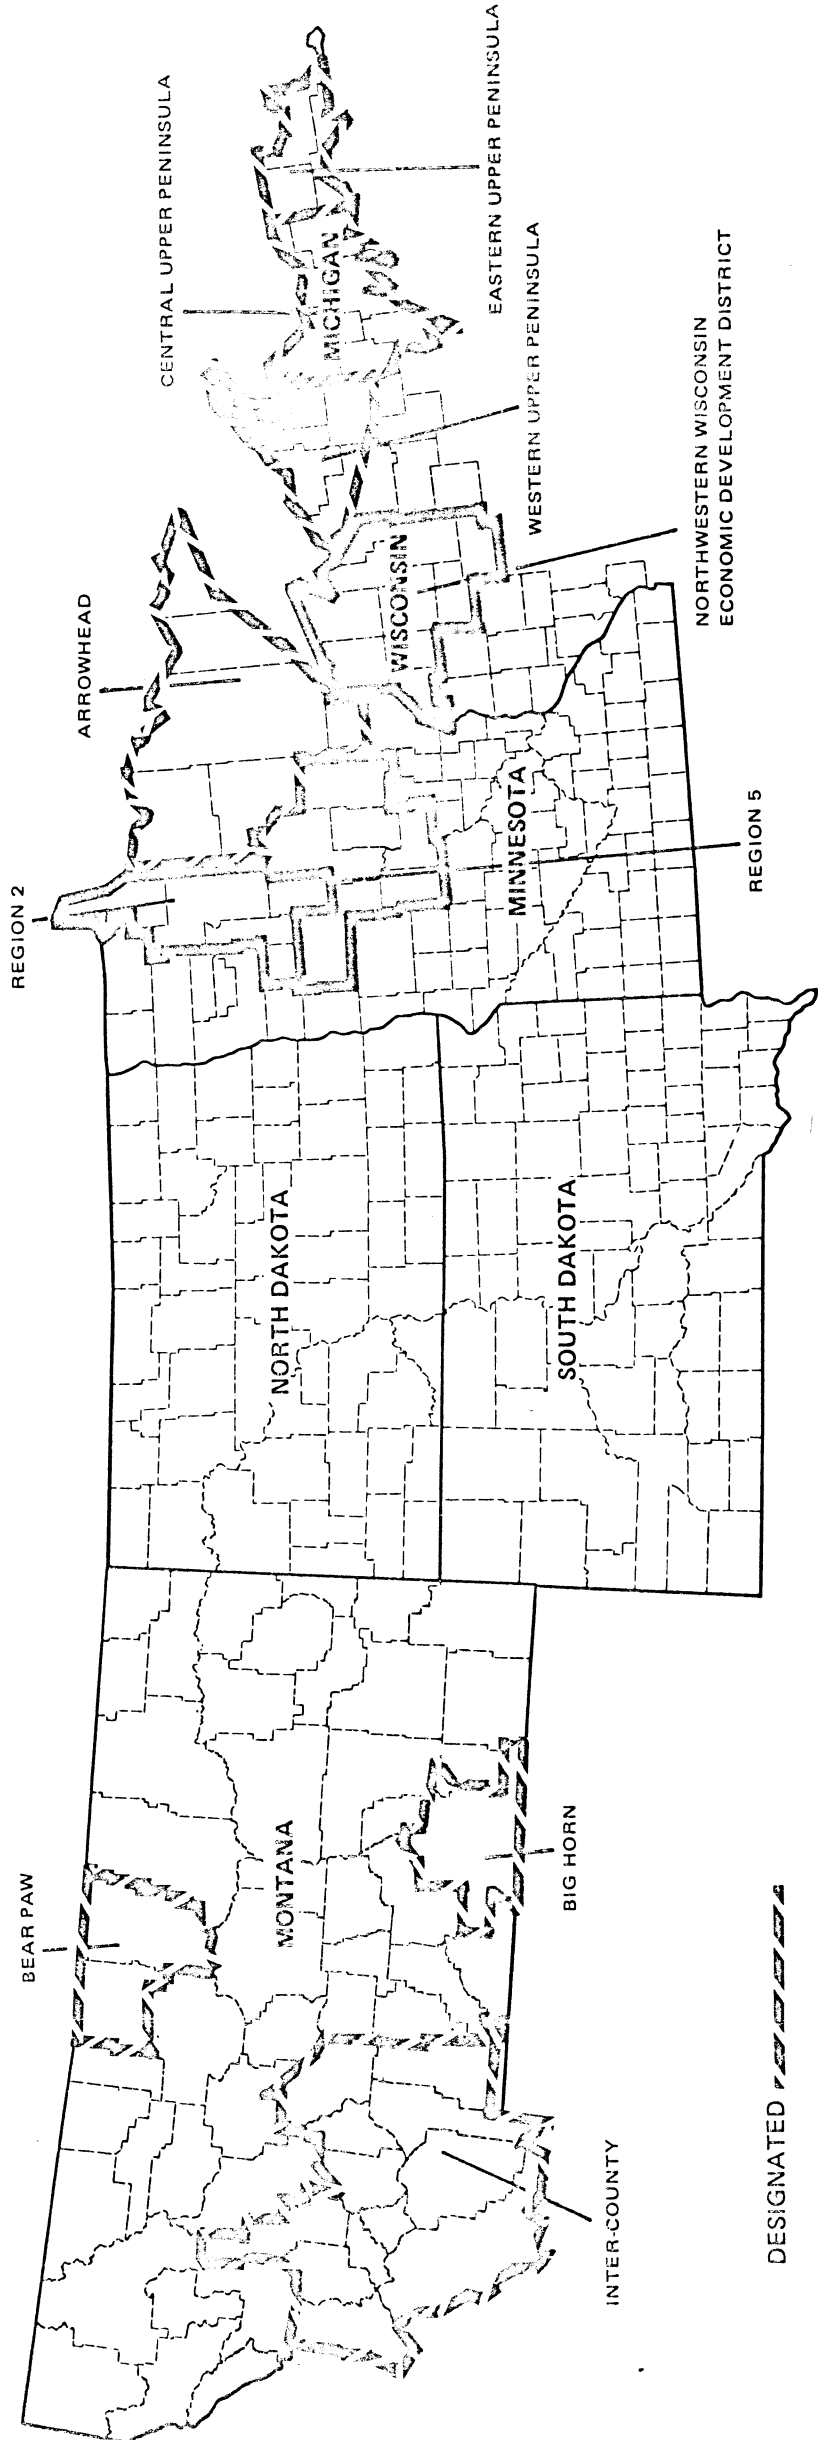 BEAR PAW
MONTANA
BIG HORN
INTER-COUNTY
DESIGNATED
NORTH DAKOTA
SOUTH DAKOTA
REGION 2
ARROWHEAD
MINNESOTA
REGION 5
WISCONSIN
NORTHWESTERN WISCONSIN
ECONOMIC DEVELOPMENT DISTRICT
CENTRAL UPPER PENINSULA
MICHIGAN
WESTERN UPPER PENINSULA
EASTERN UPPER PENINSULA